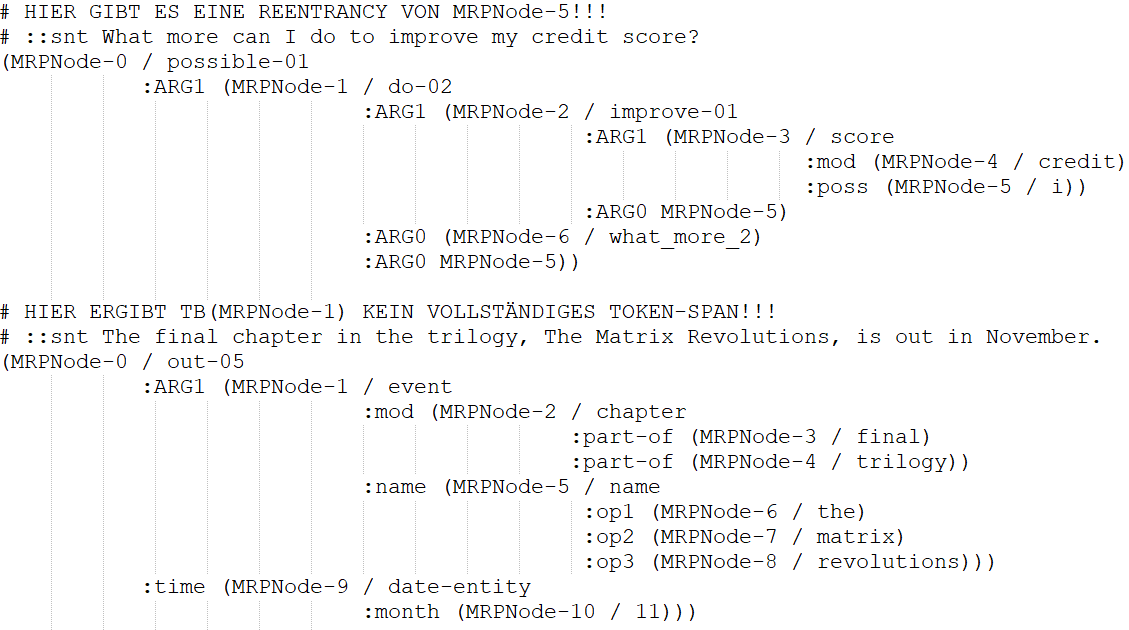 # HIER GIBT ES EINE REENTRANCY VON MRPNode-5!!!
# ::snt What more can I do to improve my credit score?
(MRPNode-0 / possible-01
:ARG1 (MRPNode-1 / do-02
:ARG1 (MRPNode-2 / improve-01
:ARG1 (MRPNode-3 / score
:mod (MRPNode-4 / credit)
:poss (MRPNode-5 / i))
:ARG0 MRPNode-5)
:ARG0 (MRPNode-6 / what_more_2)
:ARG0 MRPNode-5))
# HIER ERGIBT TB(MRPNode-1) KEIN VOLLSTÄNDIGES TOKEN-SPAN!!!
# ::snt The final chapter in the trilogy, The Matrix Revolutions, is out in November.
(MRPNode-0 / out-05
:ARG1 (MRPNode-1 / event
:mod (MRPNode-2 / chapter
:part-of (MRPNode-3 / final)
:part-of (MRPNode-4 / trilogy))
:name (MRPNode-5 / name
:op1 (MRPNode-6 / the)
:op2 (MRPNode-7 / matrix)
:op3 (MRPNode-8 / revolutions)))
:time (MRPNode-9 / date-entity
:month (MRPNode-10 / 11)))